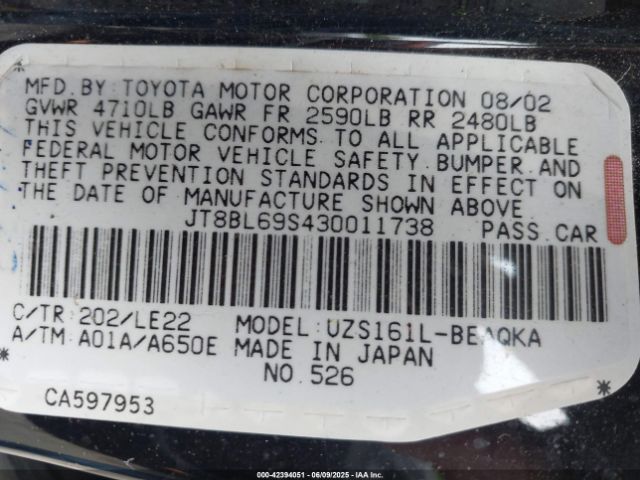 MFD. BY: TOYOTA MOTOR CORPORATION 08/02
GVWR 4710LB GAWR FR 2590LB RR 2480LB
THIS VEHICLE CONFORMS TO ALL APPLICABLE
FEDERAL MOTOR VEHICLE SAFETY, BUMPER, AND
THEFT PREVENTION STANDARDS IN EFFECT ON
THE DATE OF MANUFACTURE SHOWN ABOVE.
JT8BL69S430011738 PASS. CAR
C/TR: 202/LE22 MODEL: UZS161L-BEAQKA
A/TM: A01A/A650E MADE IN JAPAN
NO. 526
CA597953
000-42394051 - 06/09/2025 - IAA Inc.